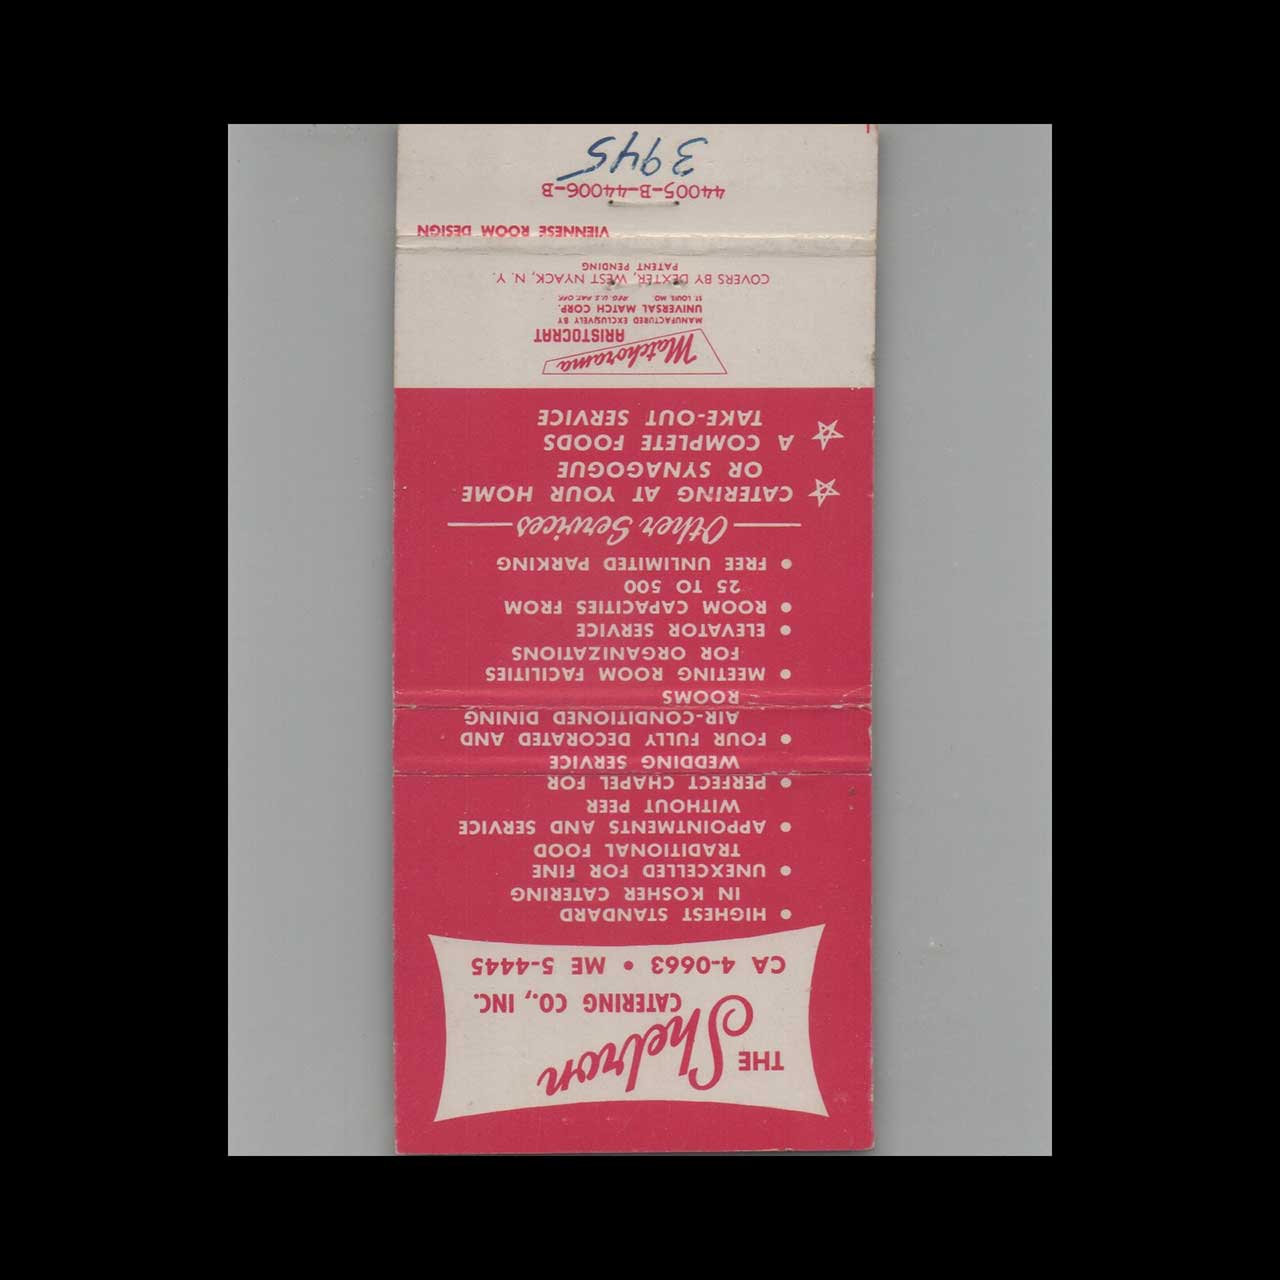 THE Shelron
CATERING CO., INC.
CA 4-0663 • ME 5-4445
• HIGHEST STANDARD
IN KOSHER CATERING
• UNEXCELLED FOR FINE
TRADITIONAL FOOD
• APPOINTMENTS AND SERVICE
WITHOUT PEER
• PERFECT CHAPEL FOR
WEDDING SERVICE
• FOUR FULLY DECORATED AND
AIR-CONDITIONED DINING
ROOMS
• MEETING ROOM FACILITIES
FOR ORGANIZATIONS
• ELEVATOR SERVICE
• ROOM CAPACITIES FROM
25 TO 500
• FREE UNLIMITED PARKING
Other Services
☆ CATERING AT YOUR HOME
OR SYNAGOGUE
☆ A COMPLETE FOODS
TAKE-OUT SERVICE
Matchorama
ARISTOCRAT
MANUFACTURED EXCLUSIVELY BY
UNIVERSAL MATCH CORP.
ST. LOUIS, MO. REG. U.S. PAT. OFF.
COVERS BY DEXTER, WEST NYACK, N. Y.
PATENT PENDING
VIENNESE ROOM DESIGN
44005-B-44006-B
3945